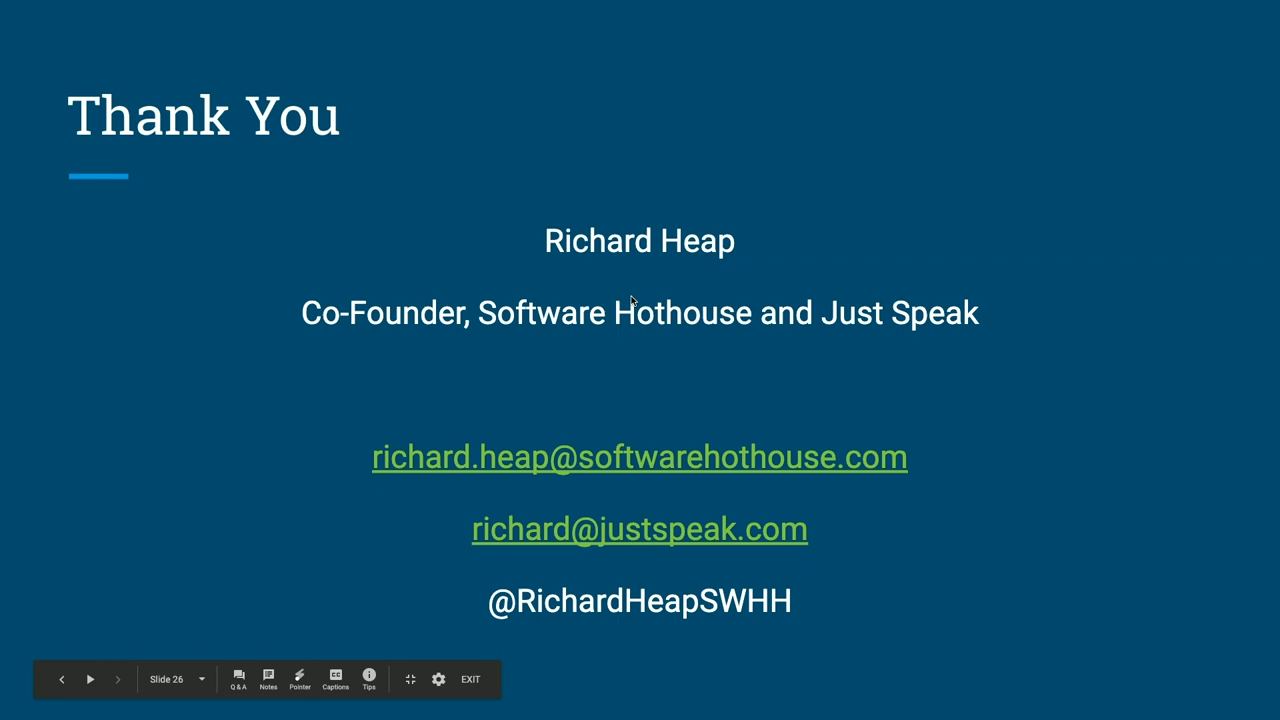 Thank You
Richard Heap
Co-Founder, Software Hothouse and Just Speak
richard.heap@softwarehothouse.com
richard@justspeak.com
@RichardHeapSWHH
Slide 26 Q & A Notes Pointer CC Captions Tips EXIT